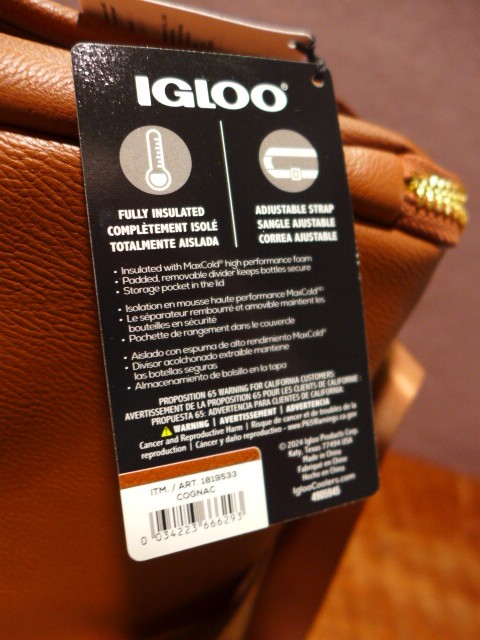 IGLOO®
FULLY INSULATED
COMPLÈTEMENT ISOLÉ
TOTALMENTE AISLADA
ADJUSTABLE STRAP
SANGLE AJUSTABLE
CORREA AJUSTABLE
• Insulated with MaxCold® high performance foam
• Padded, removable divider keeps bottles secure
• Storage pocket in the lid
• Isolation en mousse haute performance MaxColdMD
• Le séparateur rembourré et amovible maintient les
bouteilles en sécurité
• Pochette de rangement dans le couvercle
• Aislado con espuma de alto rendimiento MaxCold®
• Divisor acolchonado extraíble mantiene
las botellas seguras
• Almacenamiento de bolsillo en la tapa
PROPOSITION 65 WARNING FOR CALIFORNIA CUSTOMERS:
AVERTISSEMENT DE LA PROPOSITION 65 POUR LES CLIENTS DE CALIFORNIE :
PROPUESTA 65: ADVERTENCIA PARA CLIENTES DE CALIFORNIA:
WARNING | AVERTISSEMENT | ADVERTENCIA
Cancer and Reproductive Harm | Risque de cancer et de troubles de la
reproduction | Cáncer y daño reproductivo - www.P65Warnings.ca.gov
© 2024 Igloo Products Corp.
Katy, Texas 77494 USA
Made in China
Fabriqué en Chine
Hecho en China
IglooCoolers.com
ITM. / ART. 1819533
COGNAC
0 034223 666293